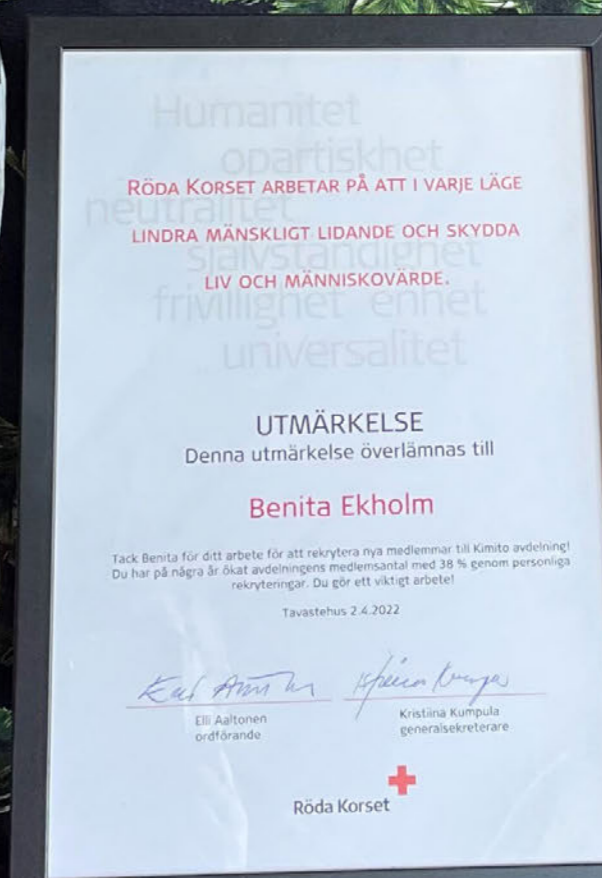 Humanitet
opartiskhet
RÖDA KORSET ARBETAR PÅ ATT I VARJE LÄGE
neutralitet
LINDRA MÄNSKLIGT LIDANDE OCH SKYDDA
självständighet
LIV OCH MÄNNISKOVÄRDE.
frivillighet enhet
universalitet
UTMÄRKELSE
Denna utmärkelse överlämnas till
Benita Ekholm
Tack Benita för ditt arbete för att rekrytera nya medlemmar till Kimito avdelning!
Du har på några år ökat avdelningens medlemsantal med 38 % genom personliga
rekryteringar. Du gör ett viktigt arbete!
Tavastehus 2.4.2022
Elli Aaltonen
ordförande
Kristiina Kumpula
generalsekreterare
Röda Korset